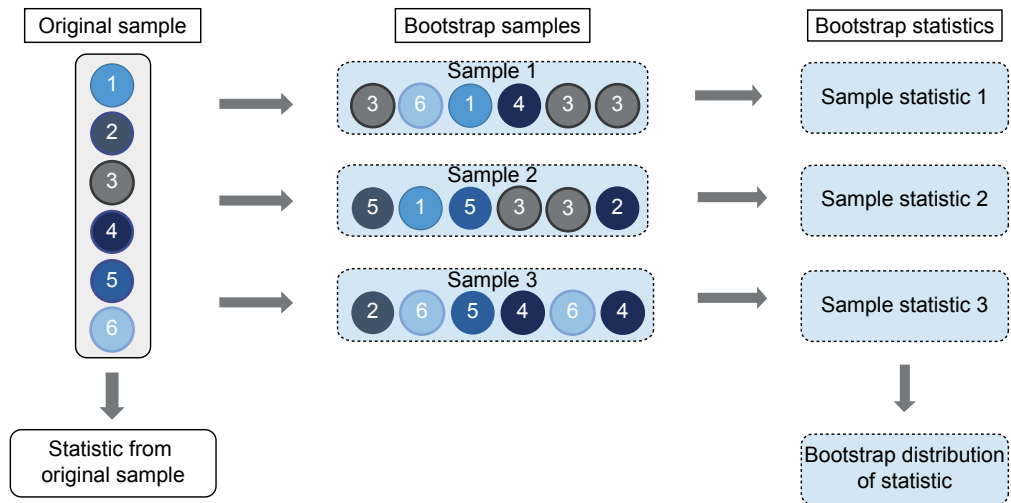 Original sample
Bootstrap samples
Bootstrap statistics
1
2
3
4
5
6
Sample 1
3 6 1 4 3 3
Sample 2
5 1 5 3 3 2
Sample 3
2 6 5 4 6 4
Sample statistic 1
Sample statistic 2
Sample statistic 3
Statistic from
original sample
Bootstrap distribution
of statistic